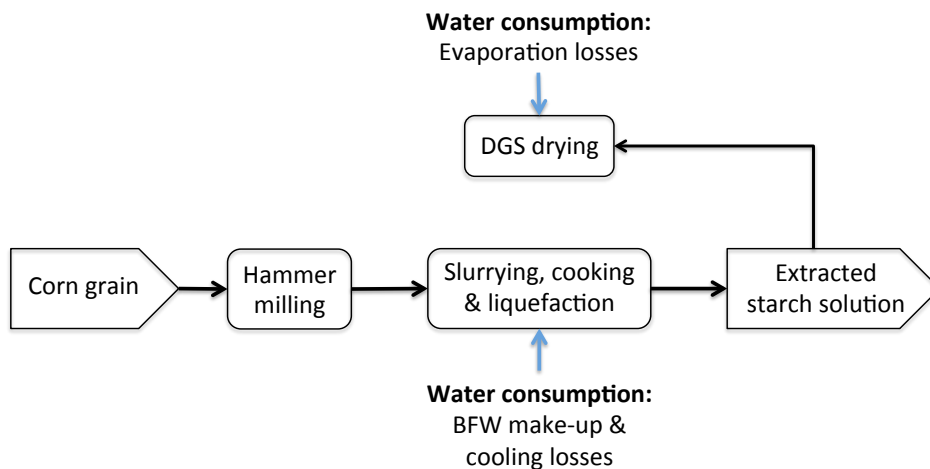 Water consumption:
Evaporation losses
DGS drying
Corn grain
Hammer
milling
Slurrying, cooking
& liquefaction
Extracted
starch solution
Water consumption:
BFW make-up &
cooling losses